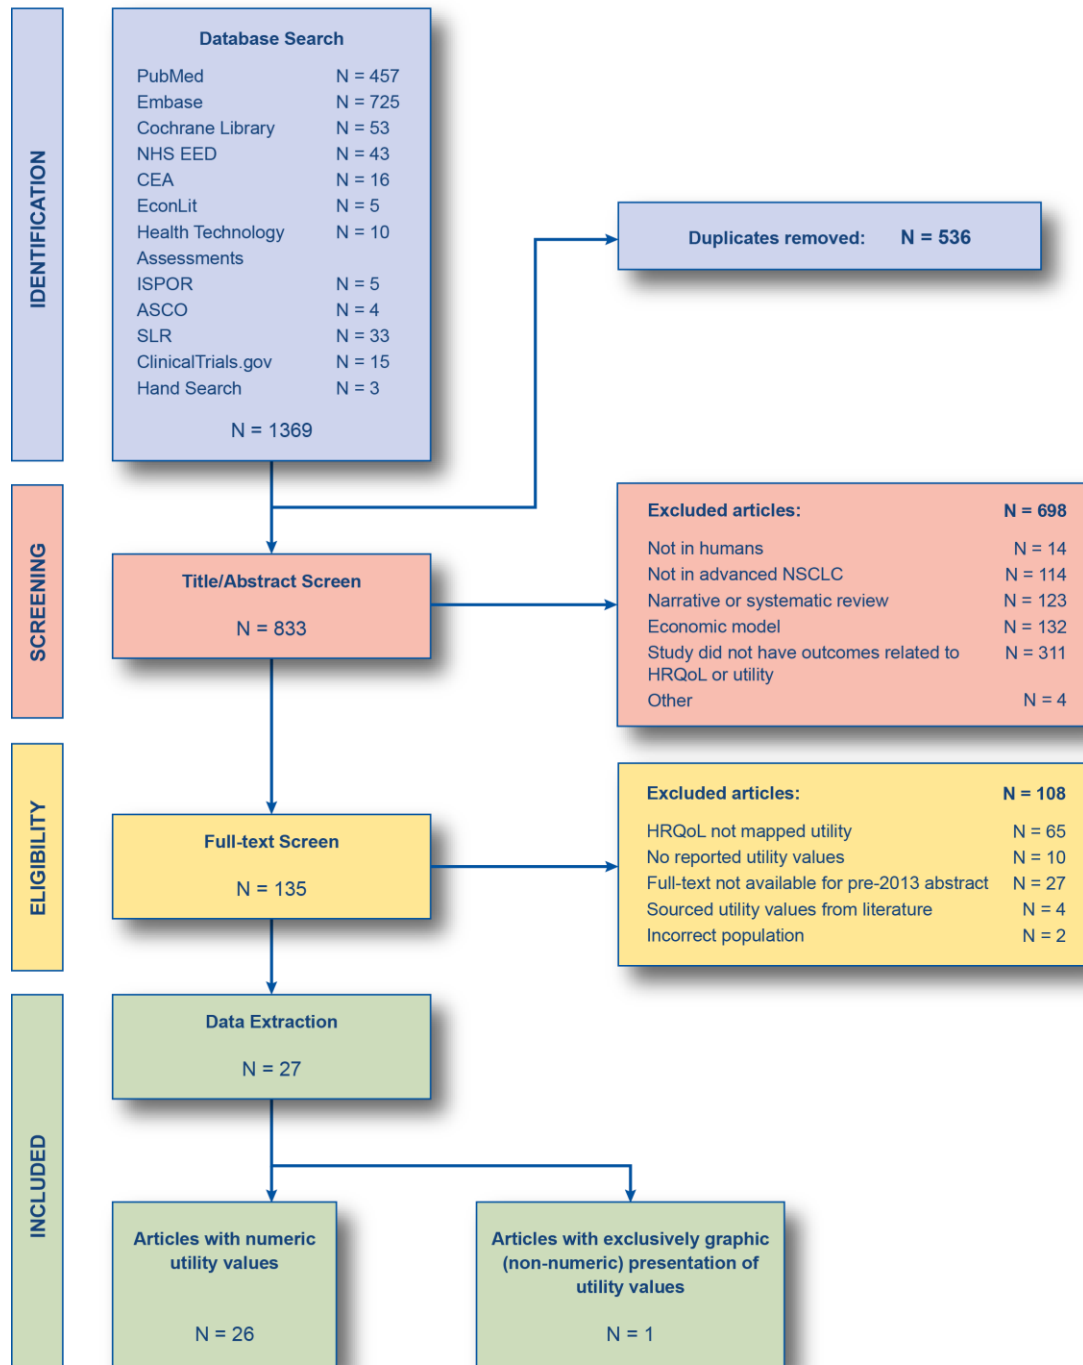 IDENTIFICATION
Database Search
PubMed N = 457
Embase N = 725
Cochrane Library N = 53
NHS EED N = 43
CEA N = 16
EconLit N = 5
Health Technology N = 10
Assessments
ISPOR N = 5
ASCO N = 4
SLR N = 33
ClinicalTrials.gov N = 15
Hand Search N = 3
N = 1369
Duplicates removed: N = 536
SCREENING
Title/Abstract Screen
N = 833
Excluded articles: N = 698
Not in humans N = 14
Not in advanced NSCLC N = 114
Narrative or systematic review N = 123
Economic model N = 132
Study did not have outcomes related to N = 311
HRQoL or utility
Other N = 4
ELIGIBILITY
Full-text Screen
N = 135
Excluded articles: N = 108
HRQoL not mapped utility N = 65
No reported utility values N = 10
Full-text not available for pre-2013 abstract N = 27
Sourced utility values from literature N = 4
Incorrect population N = 2
INCLUDED
Data Extraction
N = 27
Articles with numeric
utility values
N = 26
Articles with exclusively graphic
(non-numeric) presentation of
utility values
N = 1